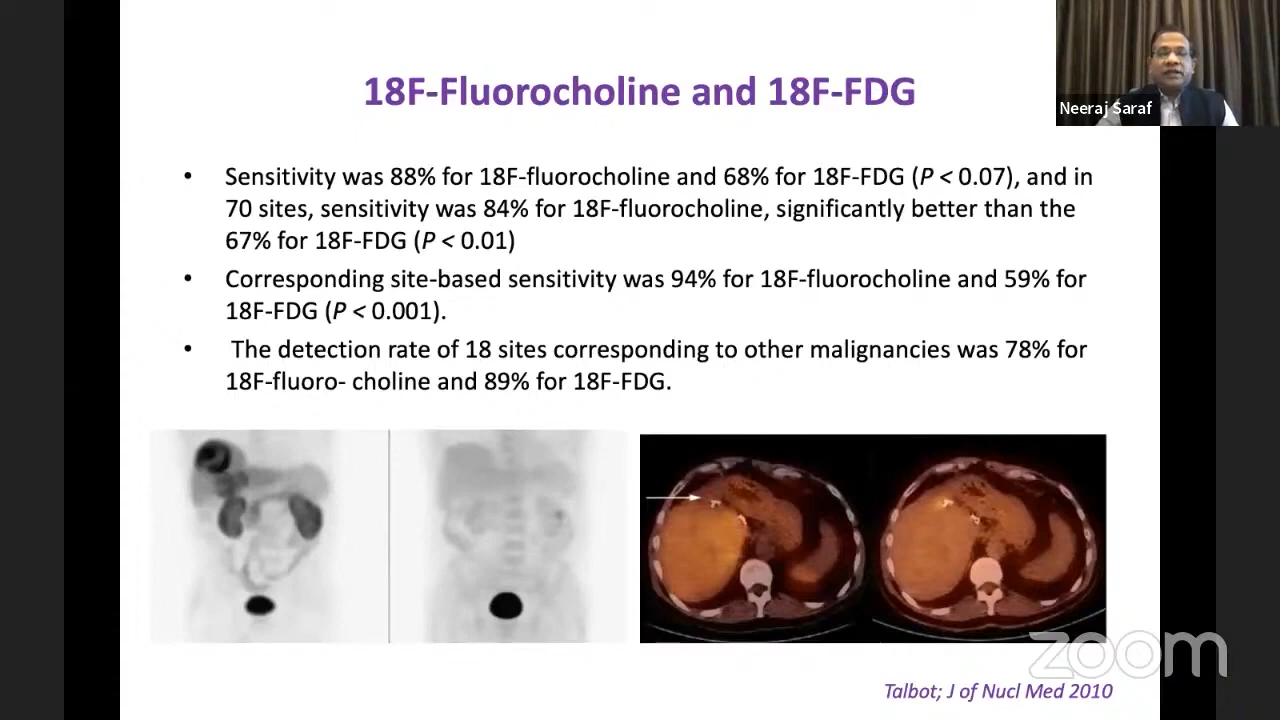 18F-Fluorocholine and 18F-FDG
Neeraj Saraf
• Sensitivity was 88% for 18F-fluorocholine and 68% for 18F-FDG (P < 0.07), and in
70 sites, sensitivity was 84% for 18F-fluorocholine, significantly better than the
67% for 18F-FDG (P < 0.01)
• Corresponding site-based sensitivity was 94% for 18F-fluorocholine and 59% for
18F-FDG (P < 0.001).
• The detection rate of 18 sites corresponding to other malignancies was 78% for
18F-fluoro- choline and 89% for 18F-FDG.
zoom
Talbot; J of Nucl Med 2010